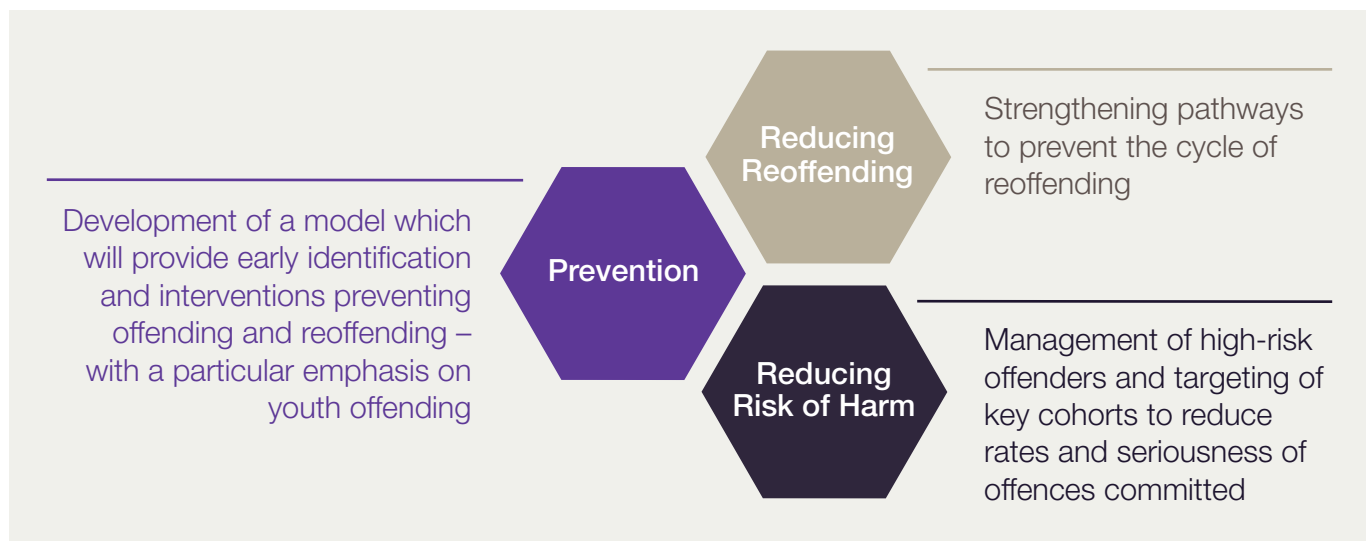 Prevention
Development of a model which
will provide early identification
and interventions preventing
offending and reoffending –
with a particular emphasis on
youth offending
Reducing
Reoffending
Strengthening pathways
to prevent the cycle of
reoffending
Reducing
Risk of Harm
Management of high-risk
offenders and targeting of
key cohorts to reduce
rates and seriousness of
offences committed